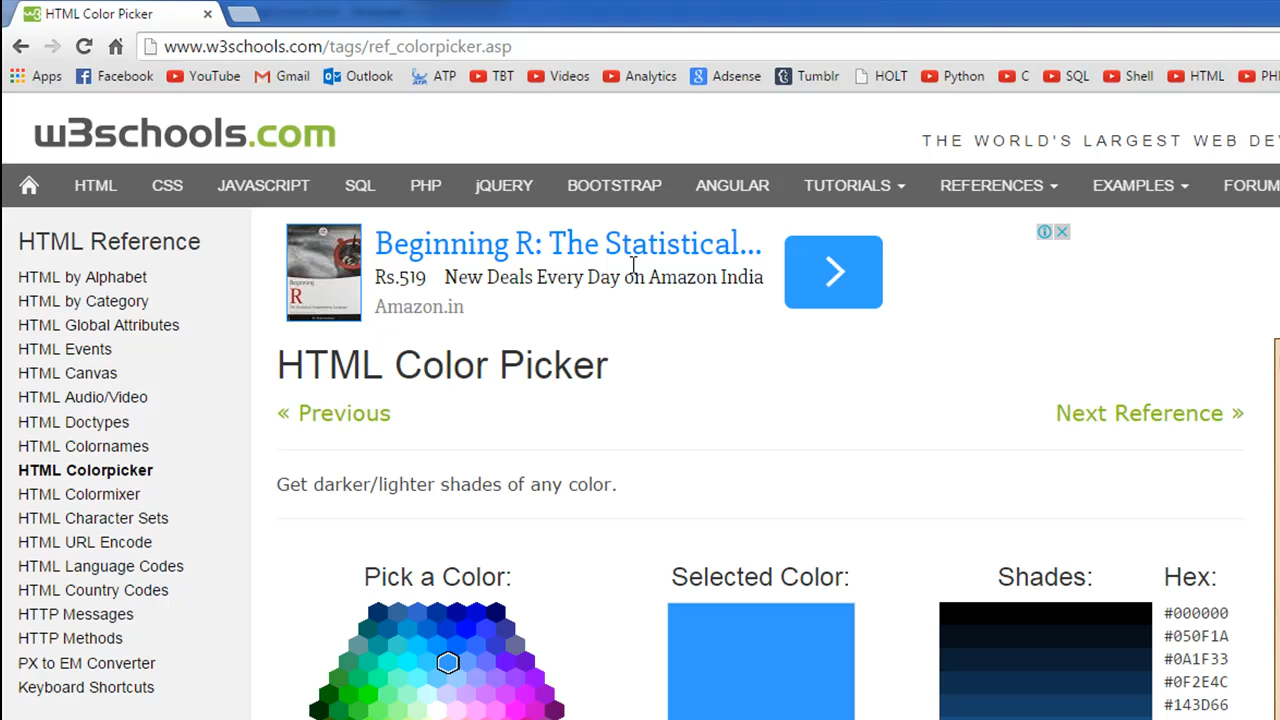 HTML Color Picker
www.w3schools.com/tags/ref_colorpicker.asp
Apps Facebook YouTube Gmail Outlook ATP TBT Videos Analytics Adsense Tumblr HOLT Python C SQL Shell HTML PH
w3schools.com
THE WORLD'S LARGEST WEB DE
HTML CSS JAVASCRIPT SQL PHP jQUERY BOOTSTRAP ANGULAR TUTORIALS REFERENCES EXAMPLES FORUM
HTML Reference
HTML by Alphabet
HTML by Category
HTML Global Attributes
HTML Events
HTML Canvas
HTML Audio/Video
HTML Doctypes
HTML Colornames
HTML Colorpicker
HTML Colormixer
HTML Character Sets
HTML URL Encode
HTML Language Codes
HTML Country Codes
HTTP Messages
HTTP Methods
PX to EM Converter
Keyboard Shortcuts
Beginning R: The Statistical...
Rs.519 New Deals Every Day on Amazon India
Amazon.in
HTML Color Picker
« Previous
Next Reference »
Get darker/lighter shades of any color.
Pick a Color:
Selected Color:
Shades:
Hex:
#000000
#050F1A
#0A1F33
#0F2E4C
#143D66